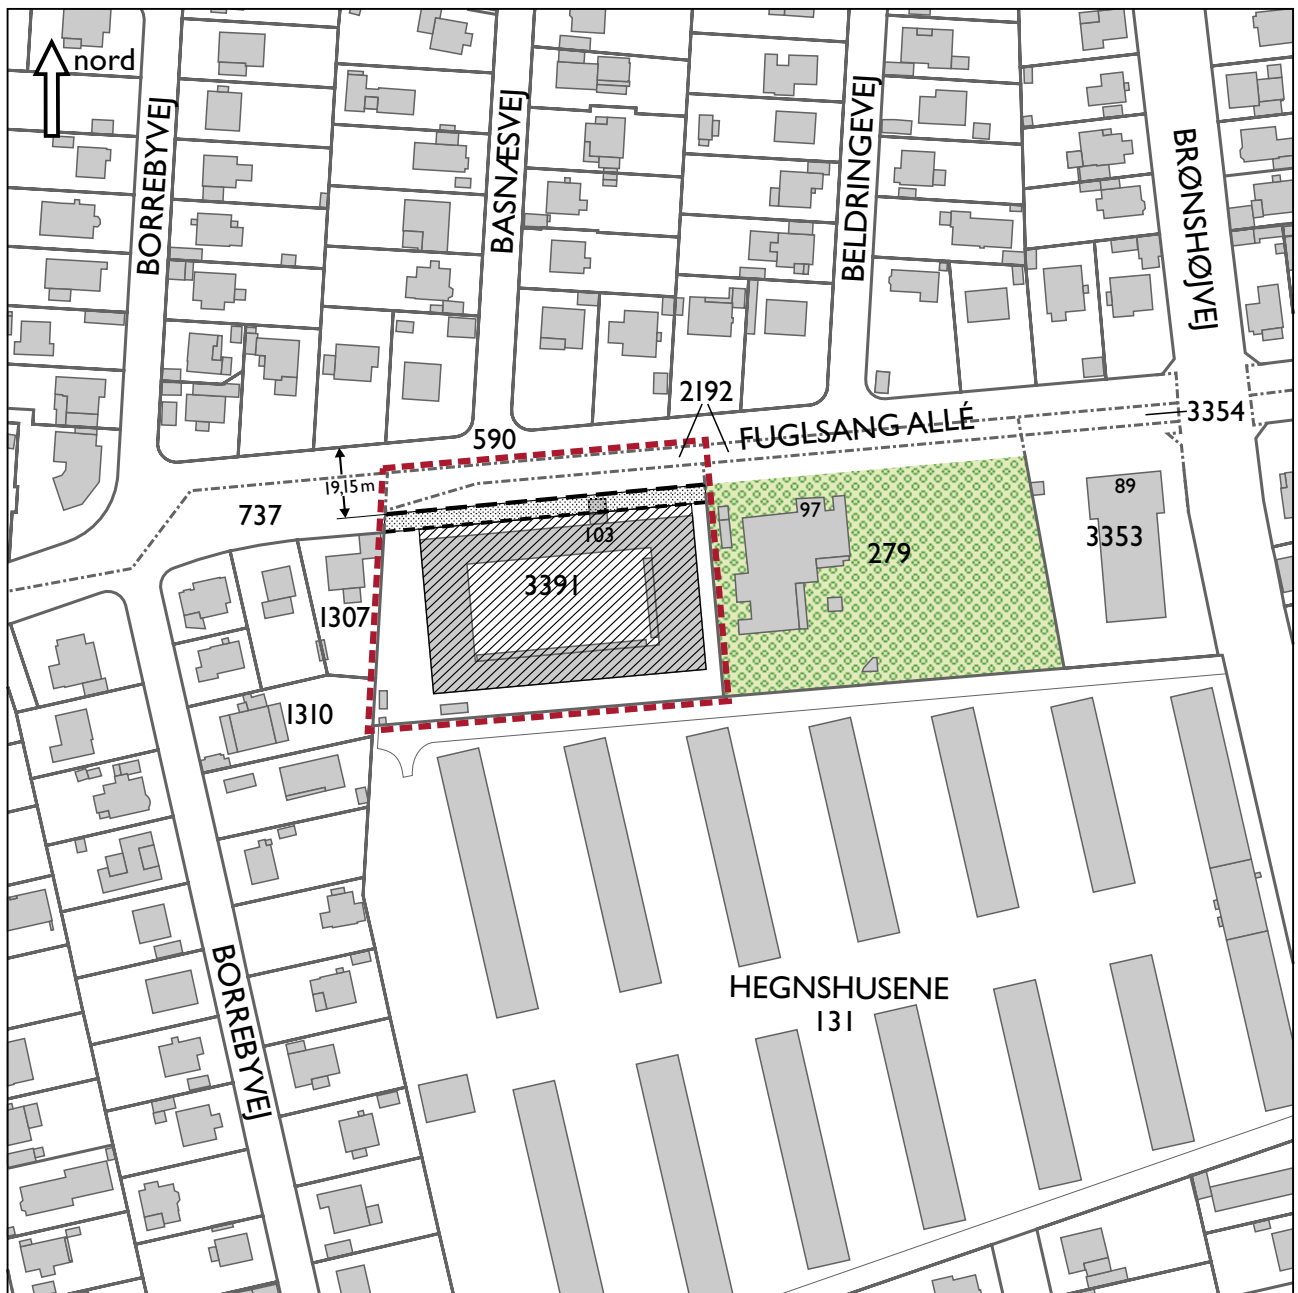 nord
BORREBYVEJ
BASNÆSVEJ
BELDRINGEVEJ
BRØNSHØJVEJ
2192
3354
590
FUGLSANG ALLÉ
19,15 m
737
89
97
103
3353
279
3391
1307
1310
HEGNSHUSENE
131
BORREBYVEJ